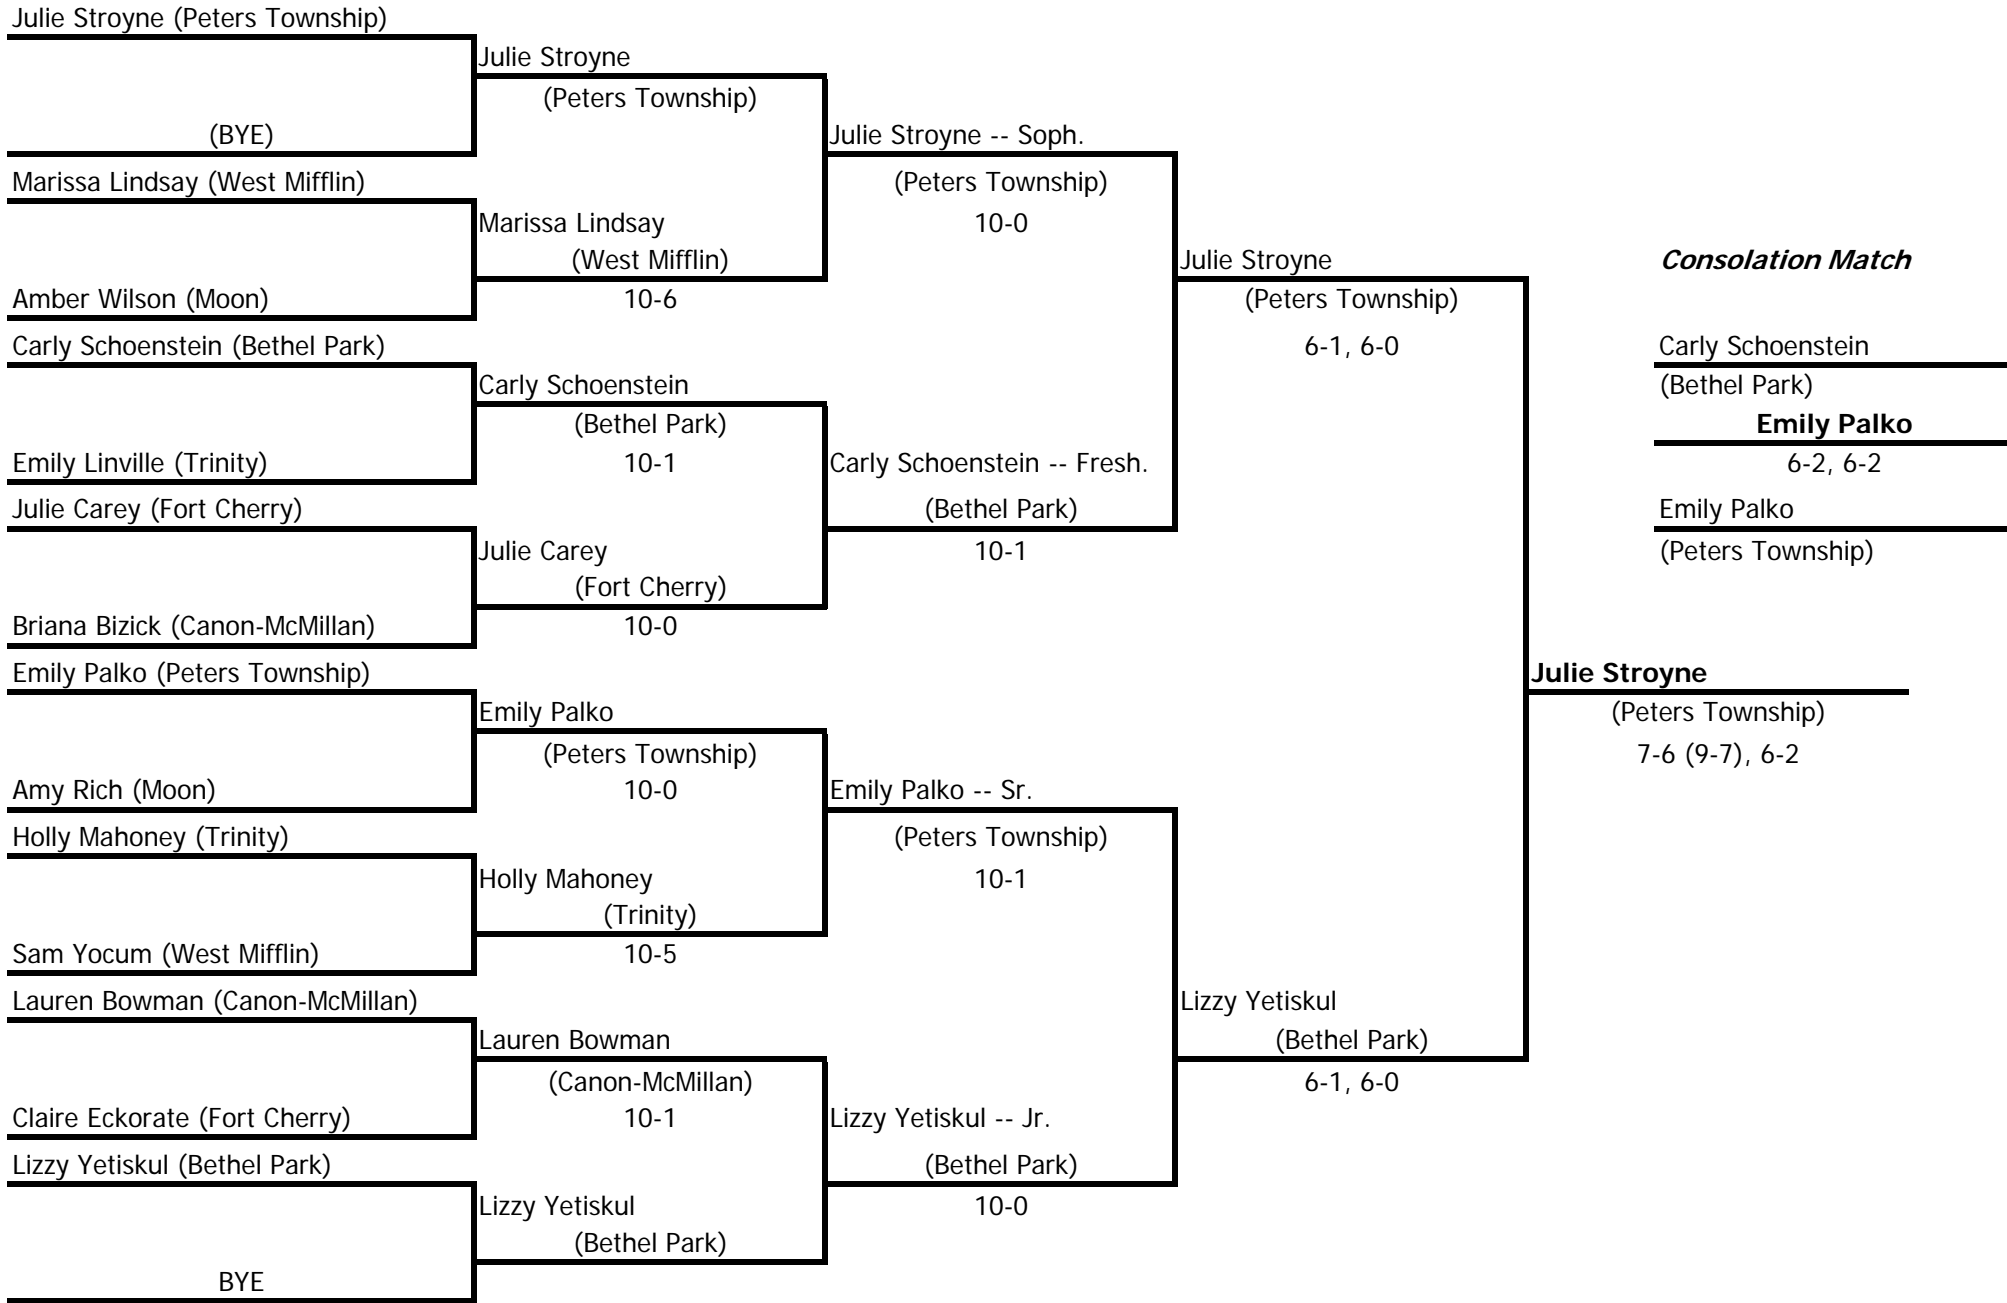 Julie Stroyne (Peters Township)
(BYE)
Marissa Lindsay (West Mifflin)
Amber Wilson (Moon)
Carly Schoenstein (Bethel Park)
Emily Linville (Trinity)
Julie Carey (Fort Cherry)
Briana Bizick (Canon-McMillan)
Emily Palko (Peters Township)
Amy Rich (Moon)
Holly Mahoney (Trinity)
Sam Yocum (West Mifflin)
Lauren Bowman (Canon-McMillan)
Claire Eckorate (Fort Cherry)
Lizzy Yetiskul (Bethel Park)
BYE
Julie Stroyne
(Peters Township)
Marissa Lindsay
(West Mifflin)
10-6
Carly Schoenstein
(Bethel Park)
10-1
Julie Carey
(Fort Cherry)
10-0
Emily Palko
(Peters Township)
10-0
Holly Mahoney
(Trinity)
10-5
Lauren Bowman
(Canon-McMillan)
10-1
Lizzy Yetiskul
(Bethel Park)
Julie Stroyne -- Soph.
(Peters Township)
10-0
Carly Schoenstein -- Fresh.
(Bethel Park)
10-1
Emily Palko -- Sr.
(Peters Township)
10-1
Lizzy Yetiskul -- Jr.
(Bethel Park)
10-0
Julie Stroyne
(Peters Township)
6-1, 6-0
Lizzy Yetiskul
(Bethel Park)
6-1, 6-0
Julie Stroyne
(Peters Township)
7-6 (9-7), 6-2
Consolation Match
Carly Schoenstein
(Bethel Park)
Emily Palko
6-2, 6-2
Emily Palko
(Peters Township)